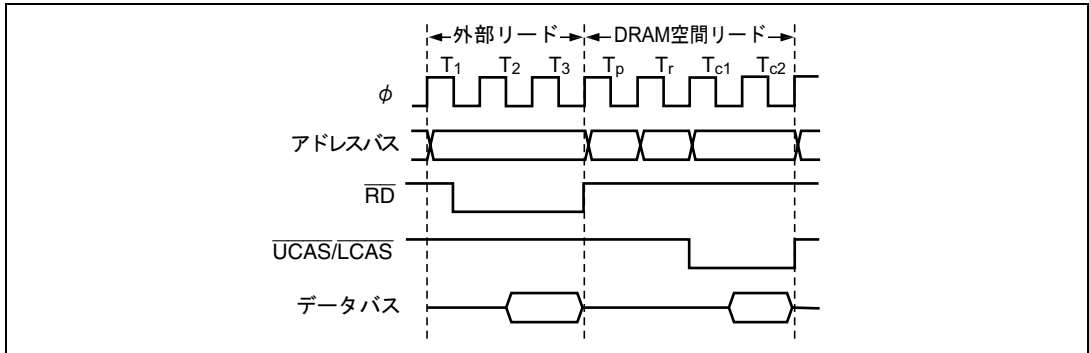 外部リード DRAM空間リード
T1 T2 T3 Tp Tr Tc1 Tc2
φ
アドレスバス
RD
UCAS/LCAS
データバス